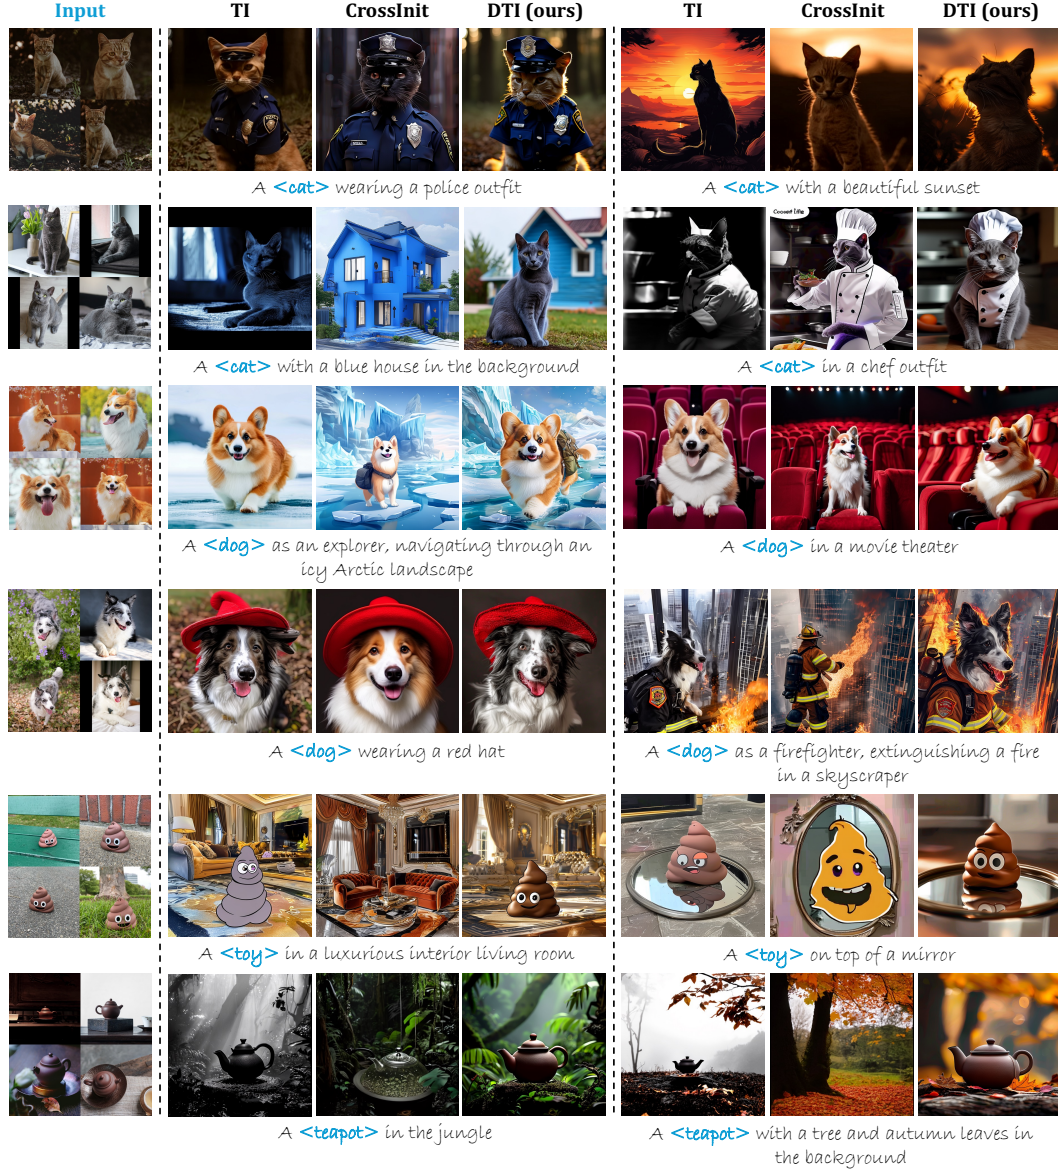 Input
TI
CrossInit
DTI (ours)
TI
CrossInit
DTI (ours)
A <cat> wearing a police outfit
A <cat> with a beautiful sunset
A <cat> with a blue house in the background
A <cat> in a chef outfit
A <dog> as an explorer, navigating through an
icy Arctic landscape
A <dog> in a movie theater
A <dog> wearing a red hat
A <dog> as a firefighter, extinguishing a fire
in a skyscraper
A <toy> in a luxurious interior living room
A <toy> on top of a mirror
A <teapot> in the jungle
A <teapot> with a tree and autumn leaves in
the background